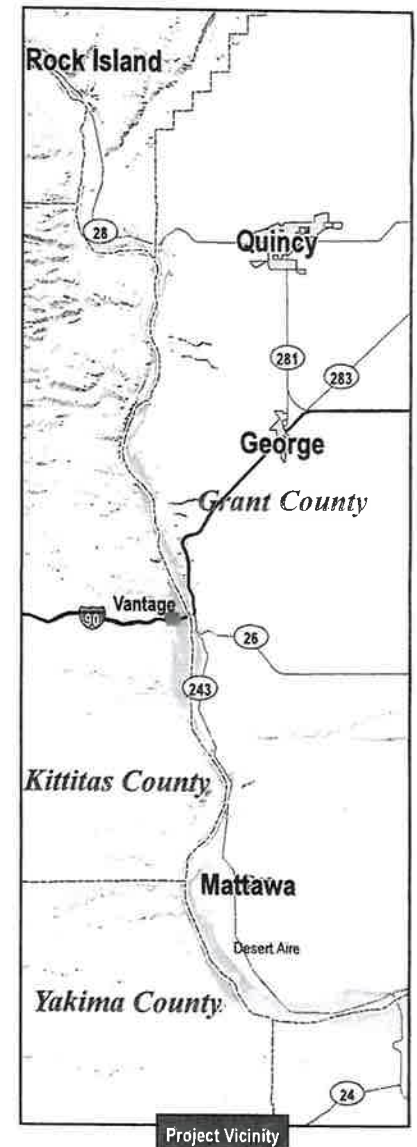 Rock Island
28
Quincy
281
283
George
Grant County
Vantage
90
26
243
Kittitas County
Mattawa
Desert Aire
Yakima County
24
Project Vicinity